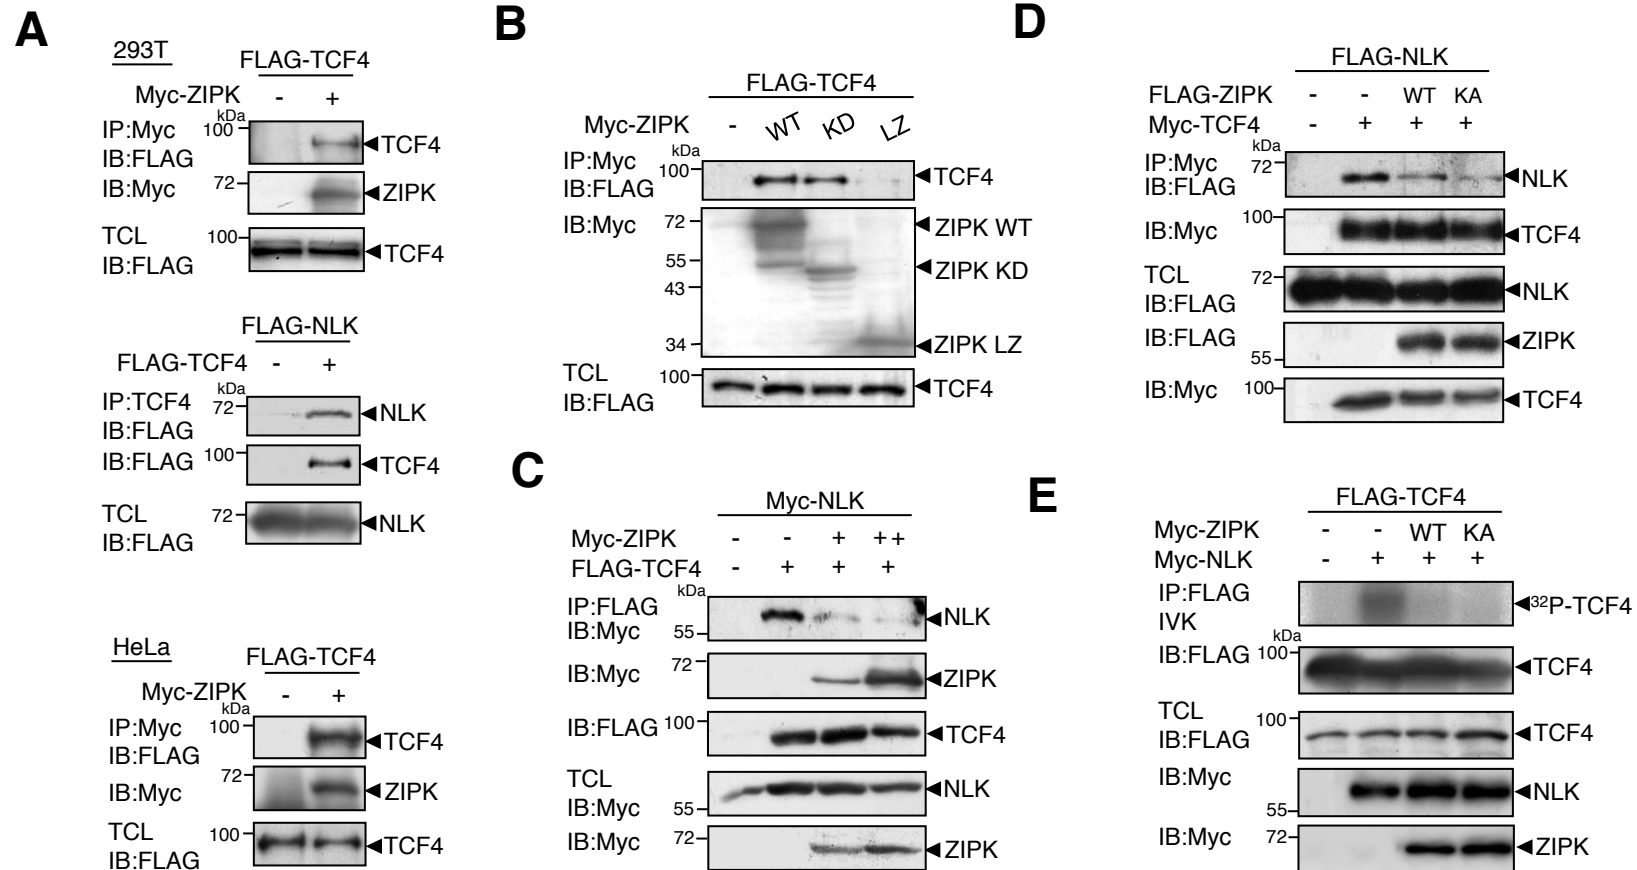 A
293T
FLAG-TCF4
Myc-ZIPK - +
kDa
IP:Myc 100
IB:FLAG TCF4
IB:Myc 72 ZIPK
TCL 100
IB:FLAG TCF4
FLAG-NLK
FLAG-TCF4 - +
kDa
IP:TCF4 72 NLK
IB:FLAG
IB:FLAG 100 TCF4
TCL 72 NLK
IB:FLAG
HeLa
FLAG-TCF4
Myc-ZIPK - +
kDa
IP:Myc 100
IB:FLAG TCF4
72
IB:Myc ZIPK
TCL 100
IB:FLAG TCF4
B
FLAG-TCF4
Myc-ZIPK - WT KD LZ
kDa
IP:Myc 100
IB:FLAG TCF4
IB:Myc 72 ZIPK WT
55 ZIPK KD
43
34 ZIPK LZ
TCL 100
IB:FLAG TCF4
C
Myc-NLK
Myc-ZIPK - - + ++
FLAG-TCF4 - + + +
kDa
IP:FLAG NLK
IB:Myc 55
72
IB:Myc ZIPK
IB:FLAG 100 TCF4
TCL NLK
IB:Myc 55
IB:Myc 72 ZIPK
D
FLAG-NLK
FLAG-ZIPK - - WT KA
Myc-TCF4 - + + +
kDa
IP:Myc 72
IB:FLAG NLK
100
IB:Myc TCF4
TCL 72
IB:FLAG NLK
IB:FLAG ZIPK
55
IB:Myc 100 TCF4
E
FLAG-TCF4
Myc-ZIPK - - WT KA
Myc-NLK - + + +
IP:FLAG ³²P-TCF4
IVK
kDa
IB:FLAG 100 TCF4
TCL 100
IB:FLAG TCF4
IB:Myc NLK
55
IB:Myc 72 ZIPK